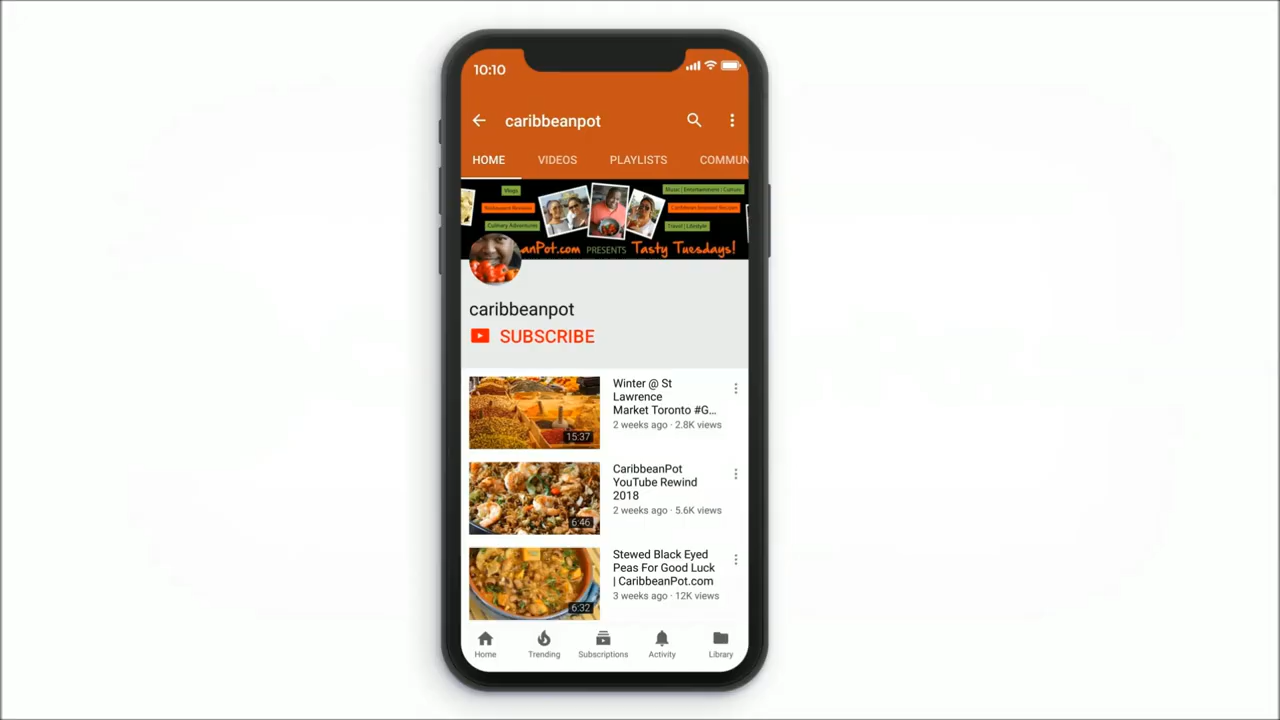 10:10
caribbeanpot
HOME VIDEOS PLAYLISTS COMMUN
Vlogs
Music | Entertainment | Culture
Restaurant Reviews
Caribbean Inspired Recipes
Culinary Adventures
Travel | Lifestyle
anPot.com PRESENTS Tasty Tuesdays!
caribbeanpot
SUBSCRIBE
Winter @ St
Lawrence
Market Toronto #G...
2 weeks ago · 2.8K views
15:37
CaribbeanPot
YouTube Rewind
2018
2 weeks ago · 5.6K views
6:46
Stewed Black Eyed
Peas For Good Luck
| CaribbeanPot.com
3 weeks ago · 12K views
6:32
Home Trending Subscriptions Activity Library